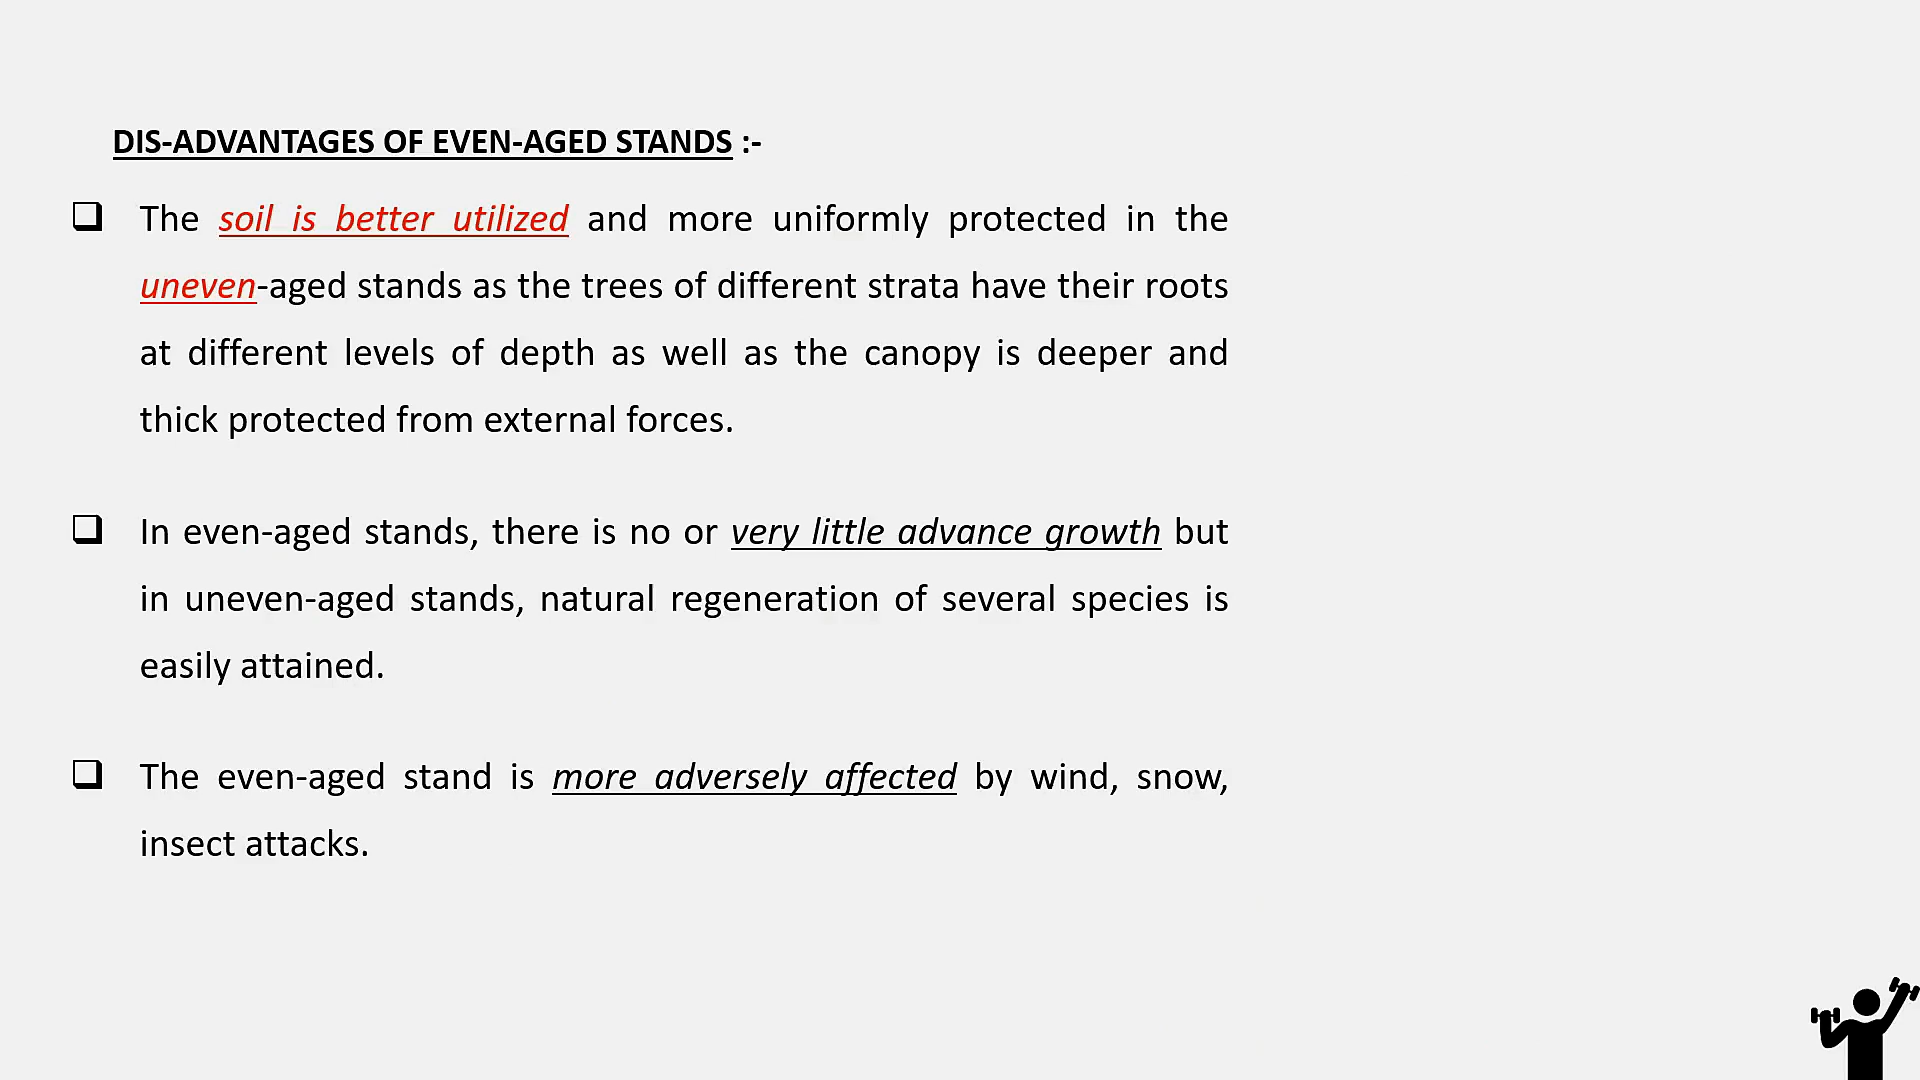 DIS-ADVANTAGES OF EVEN-AGED STANDS :-
The soil is better utilized and more uniformly protected in the
uneven-aged stands as the trees of different strata have their roots
at different levels of depth as well as the canopy is deeper and
thick protected from external forces.
In even-aged stands, there is no or very little advance growth but
in uneven-aged stands, natural regeneration of several species is
easily attained.
The even-aged stand is more adversely affected by wind, snow,
insect attacks.